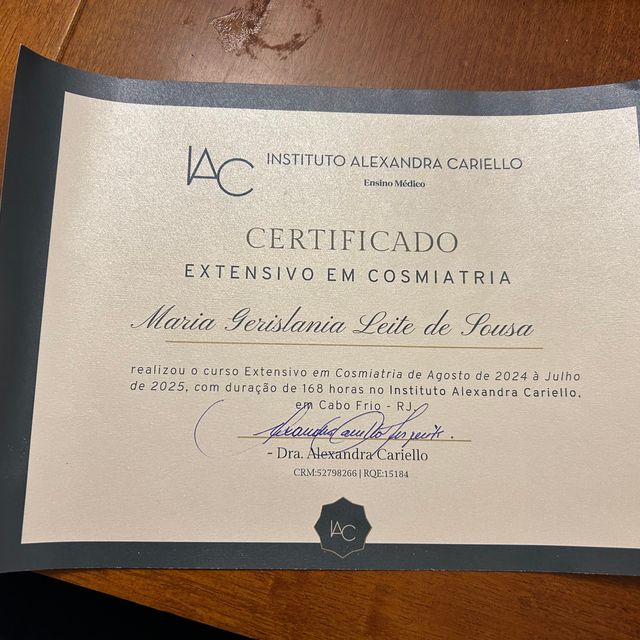 IAC INSTITUTO ALEXANDRA CARIELLO
Ensino Médico
CERTIFICADO
EXTENSIVO EM COSMIATRIA
Maria Gerislania Leite de Sousa
realizou o curso Extensivo em Cosmiatria de Agosto de 2024 à Julho
de 2025, com duração de 168 horas no Instituto Alexandra Cariello,
em Cabo Frio - RJ.
- Dra. Alexandra Cariello
CRM:52798266 | RQE:15184
IAC